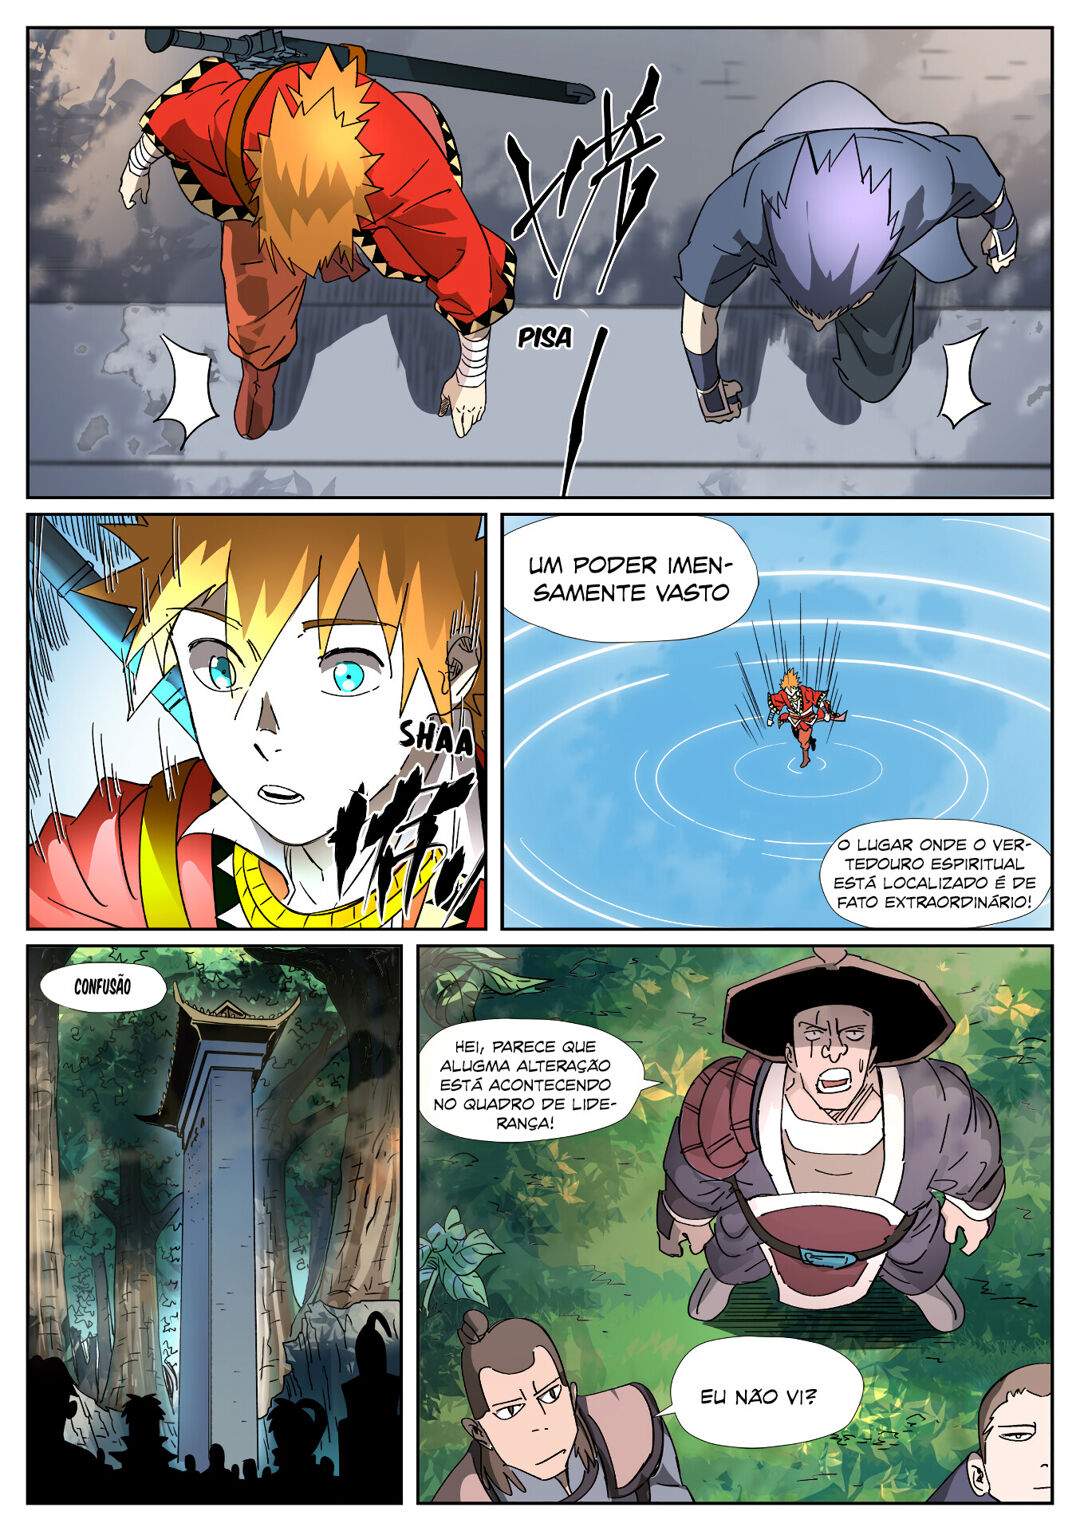 PISA
SHAA
UM PODER IMEN-
SAMENTE VASTO
O LUGAR ONDE O VER-
TEDOURO ESPIRITUAL
ESTÁ LOCALIZADO É DE
FATO EXTRAORDINÁRIO!
CONFUSÃO
HEI, PARECE QUE
ALUGMA ALTERAÇÃO
ESTÁ ACONTECENDO
NO QUADRO DE LIDE-
RANÇA!
EU NÃO VI?